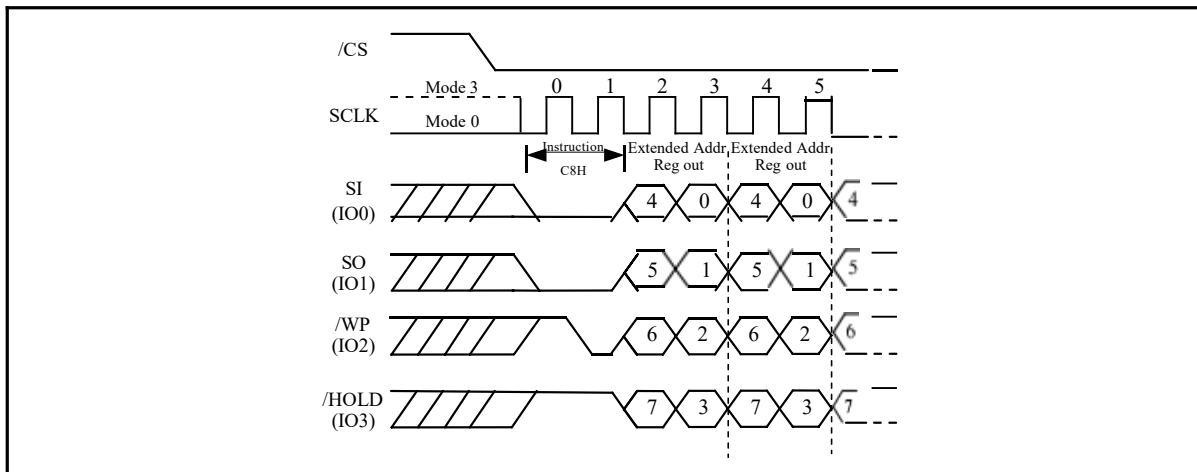 /CS
Mode 3 0 1 2 3 4 5
SCLK
Mode 0
Instruction Extended Addr Extended Addr
C8H Reg out Reg out
SI
(IO0) 4 0 4 0 4
SO
(IO1) 5 1 5 1 5
/WP
(IO2) 6 2 6 2 6
/HOLD
(IO3) 7 3 7 3 7